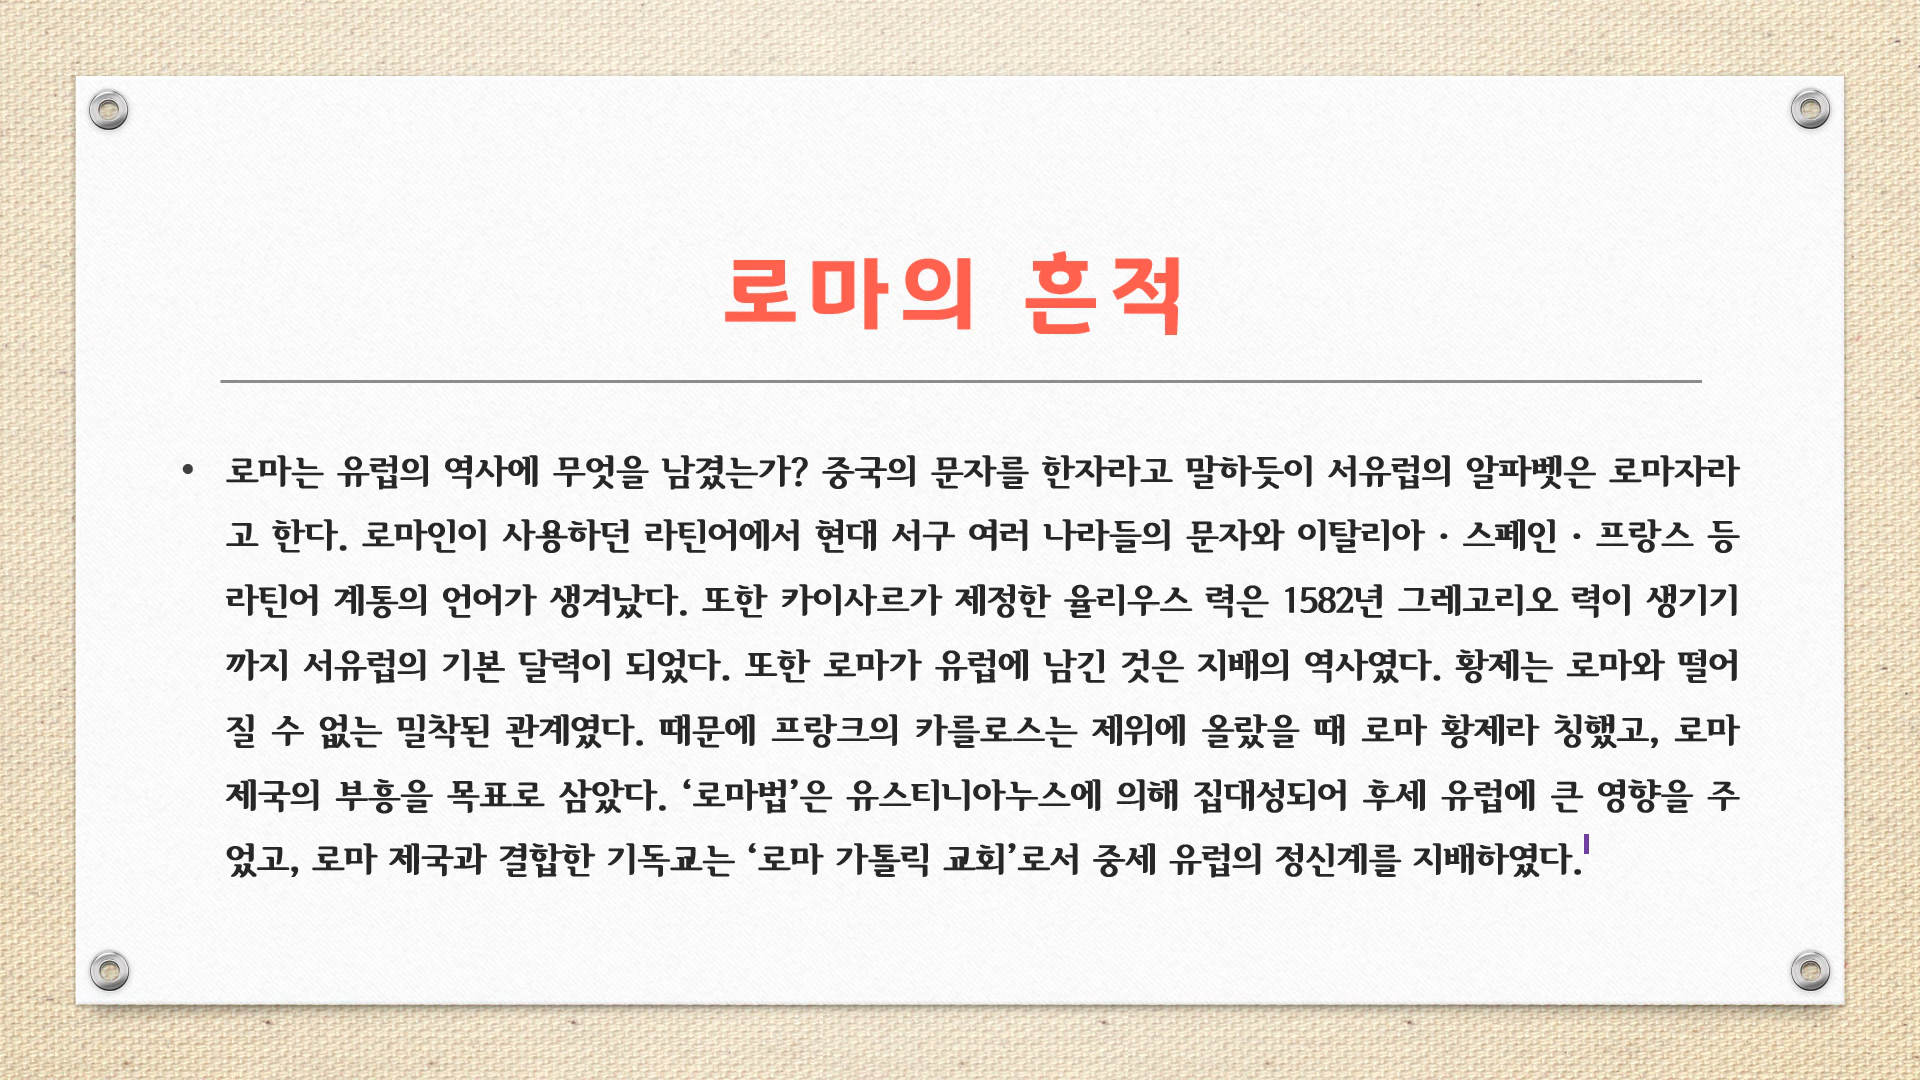 로마의 흔적
• 로마는 유럽의 역사에 무엇을 남겼는가? 중국의 문자를 한자라고 말하듯이 서유럽의 알파벳은 로마자라
고 한다. 로마인이 사용하던 라틴어에서 현대 서구 여러 나라들의 문자와 이탈리아 · 스페인 · 프랑스 등
라틴어 계통의 언어가 생겨났다. 또한 카이사르가 제정한 율리우스 력은 1582년 그레고리오 력이 생기기
까지 서유럽의 기본 달력이 되었다. 또한 로마가 유럽에 남긴 것은 지배의 역사였다. 황제는 로마와 떨어
질 수 없는 밀착된 관계였다. 때문에 프랑크의 카를로스는 제위에 올랐을 때 로마 황제라 칭했고, 로마
제국의 부흥을 목표로 삼았다. ‘로마법’은 유스티니아누스에 의해 집대성되어 후세 유럽에 큰 영향을 주
었고, 로마 제국과 결합한 기독교는 ‘로마 가톨릭 교회’로서 중세 유럽의 정신계를 지배하였다.